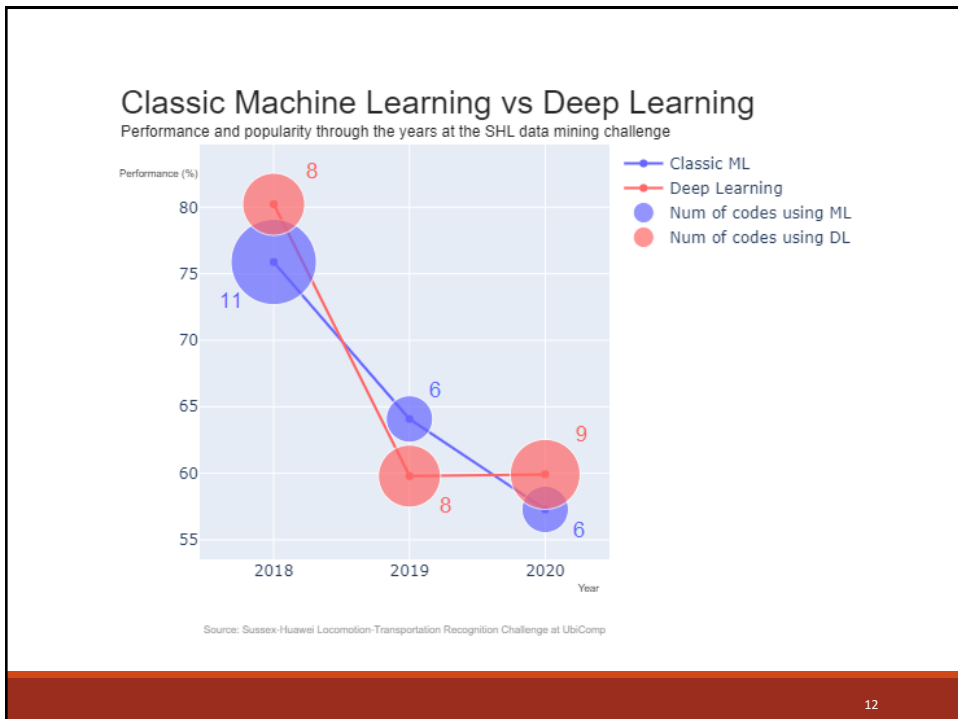 Classic Machine Learning vs Deep Learning
Performance and popularity through the years at the SHL data mining challenge
Performance (%)
Classic ML
Deep Learning
Num of codes using ML
Num of codes using DL
8
80
75
11
70
65
6
9
60
8
6
55
2018 2019 2020
Year
Source: Sussex-Huawei Locomotion-Transportation Recognition Challenge at UbiComp
12